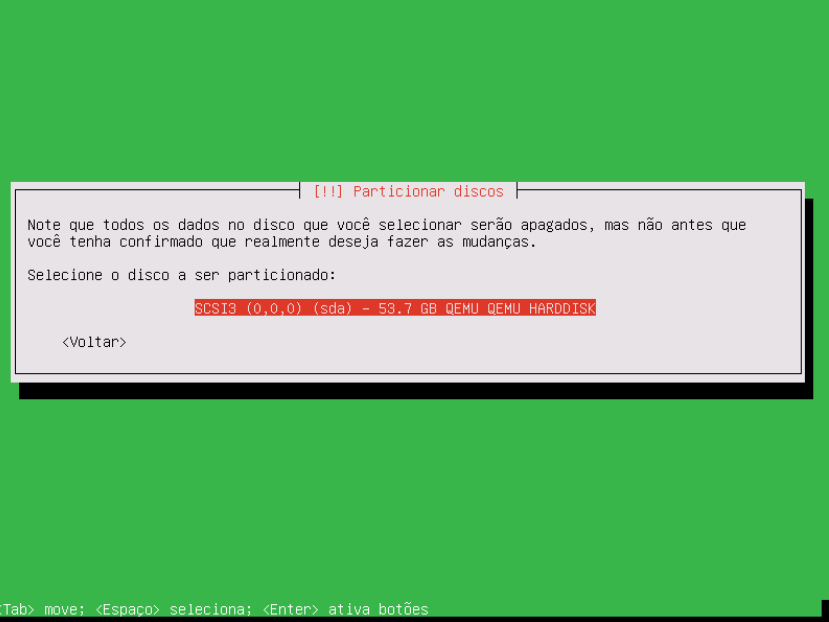 [!!] Particionar discos
Note que todos os dados no disco que você selecionar serão apagados, mas não antes que
você tenha confirmado que realmente deseja fazer as mudanças.
Selecione o disco a ser particionado:
SCSI3 (0,0,0) (sda) – 53.7 GB QEMU QEMU HARDDISK
<Voltar>
<Tab> move; <Espaço> seleciona; <Enter> ativa botões